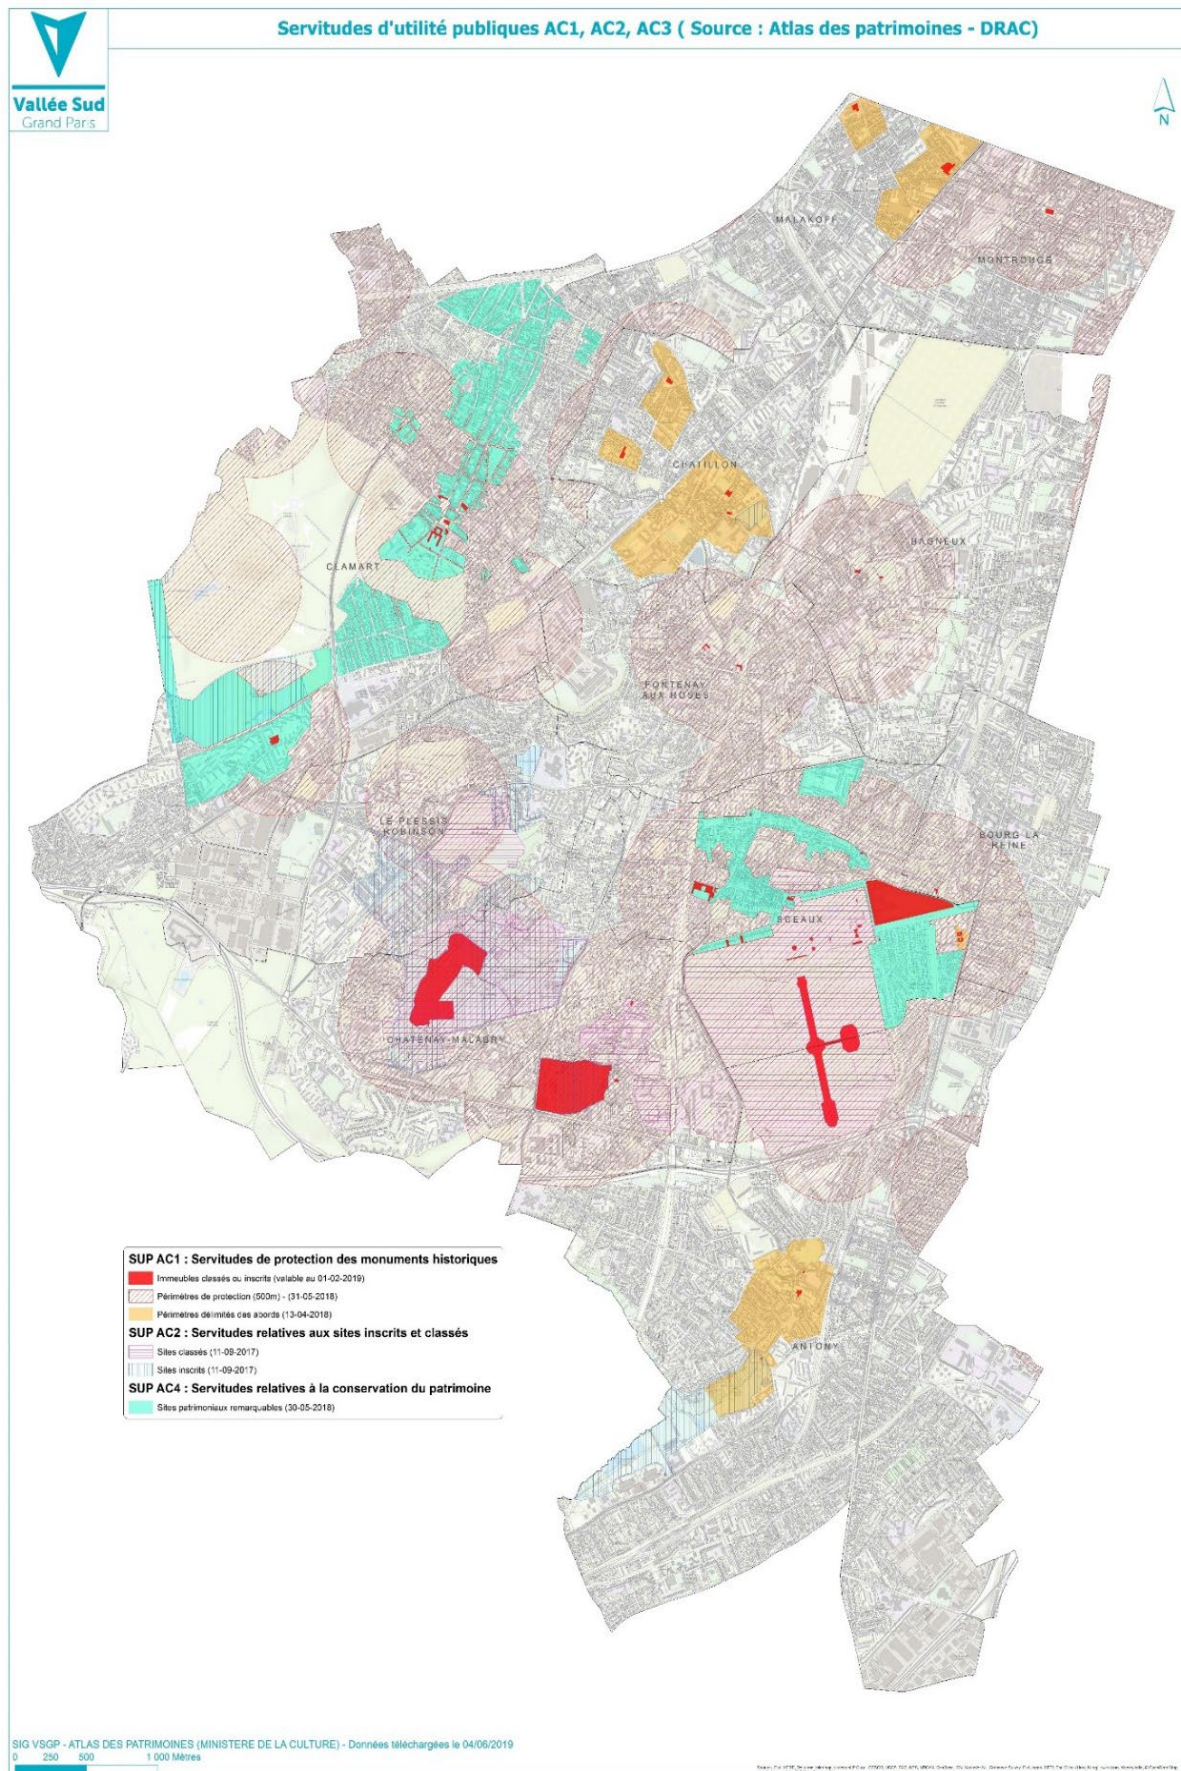 Servitudes d'utilité publiques AC1, AC2, AC3 ( Source : Atlas des patrimoines - DRAC)
Vallée Sud
Grand Paris
N
MALAKOFF
MONTROUGE
CHATILLON
BAGNEUX
CLAMART
FONTENAY
AUX ROSES
LE PLESSIS
ROBINSON
BOURG LA
REINE
SCEAUX
CHATENAY-MALABRY
ANTONY
SUP AC1 : Servitudes de protection des monuments historiques
Immeubles classés ou inscrits (valable au 01-02-2019)
Périmètres de protection (500m) - (31-05-2018)
Périmètres délimités des abords (13-04-2018)
SUP AC2 : Servitudes relatives aux sites inscrits et classés
Sites classés (11-09-2017)
Sites inscrits (11-09-2017)
SUP AC4 : Servitudes relatives à la conservation du patrimoine
Sites patrimoniaux remarquables (30-05-2018)
SIG VSGP - ATLAS DES PATRIMOINES (MINISTERE DE LA CULTURE) - Données téléchargées le 04/06/2019
0 250 500 1 000 Mètres